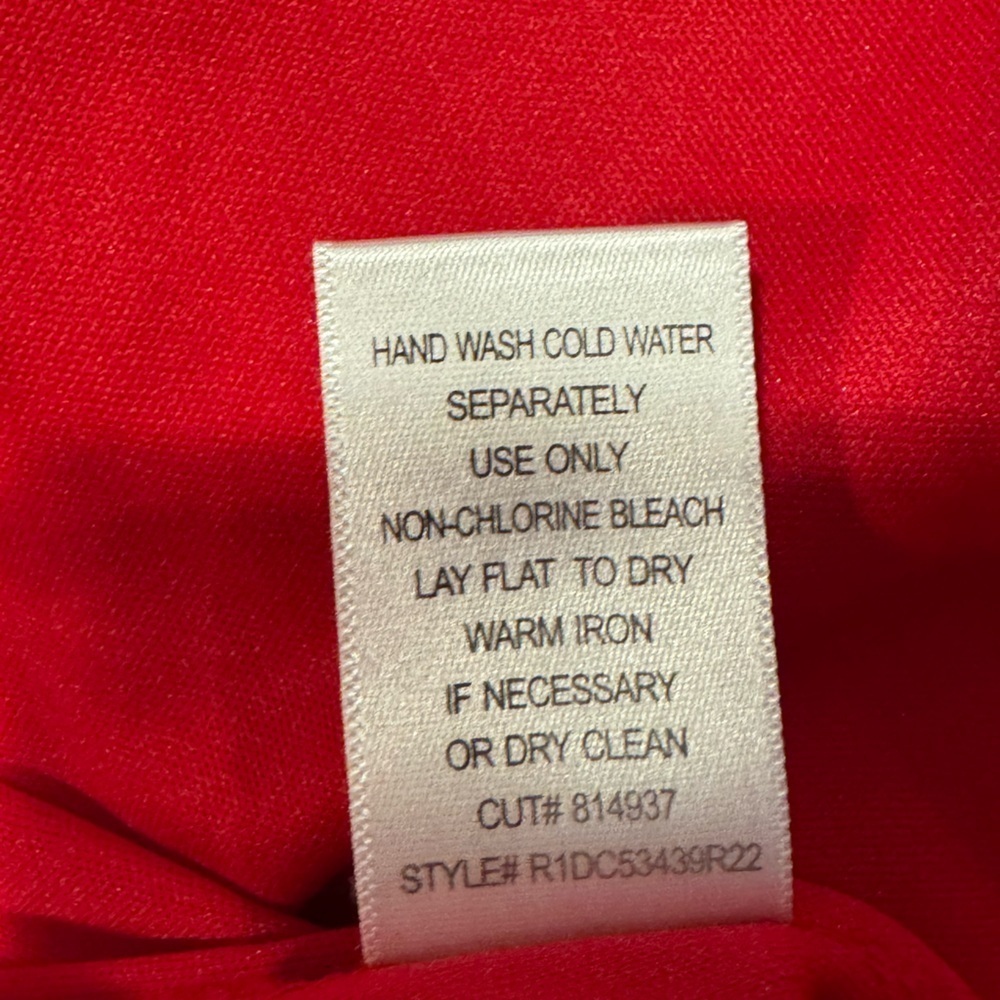 HAND WASH COLD WATER
SEPARATELY
USE ONLY
NON-CHLORINE BLEACH
LAY FLAT TO DRY
WARM IRON
IF NECESSARY
OR DRY CLEAN
CUT# 814937
STYLE# R1DC53439R22